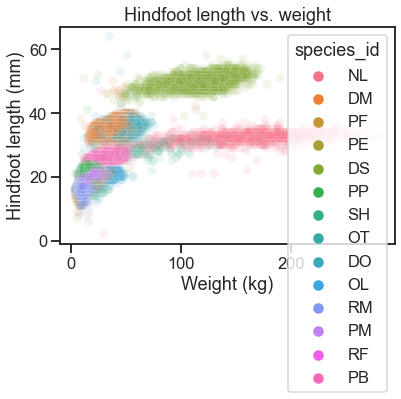 Hindfoot length vs. weight
Hindfoot length (mm)
60
40
20
0
0
100
200
Weight (kg)
species_id
NL
DM
PF
PE
DS
PP
SH
OT
DO
OL
RM
PM
RF
PB